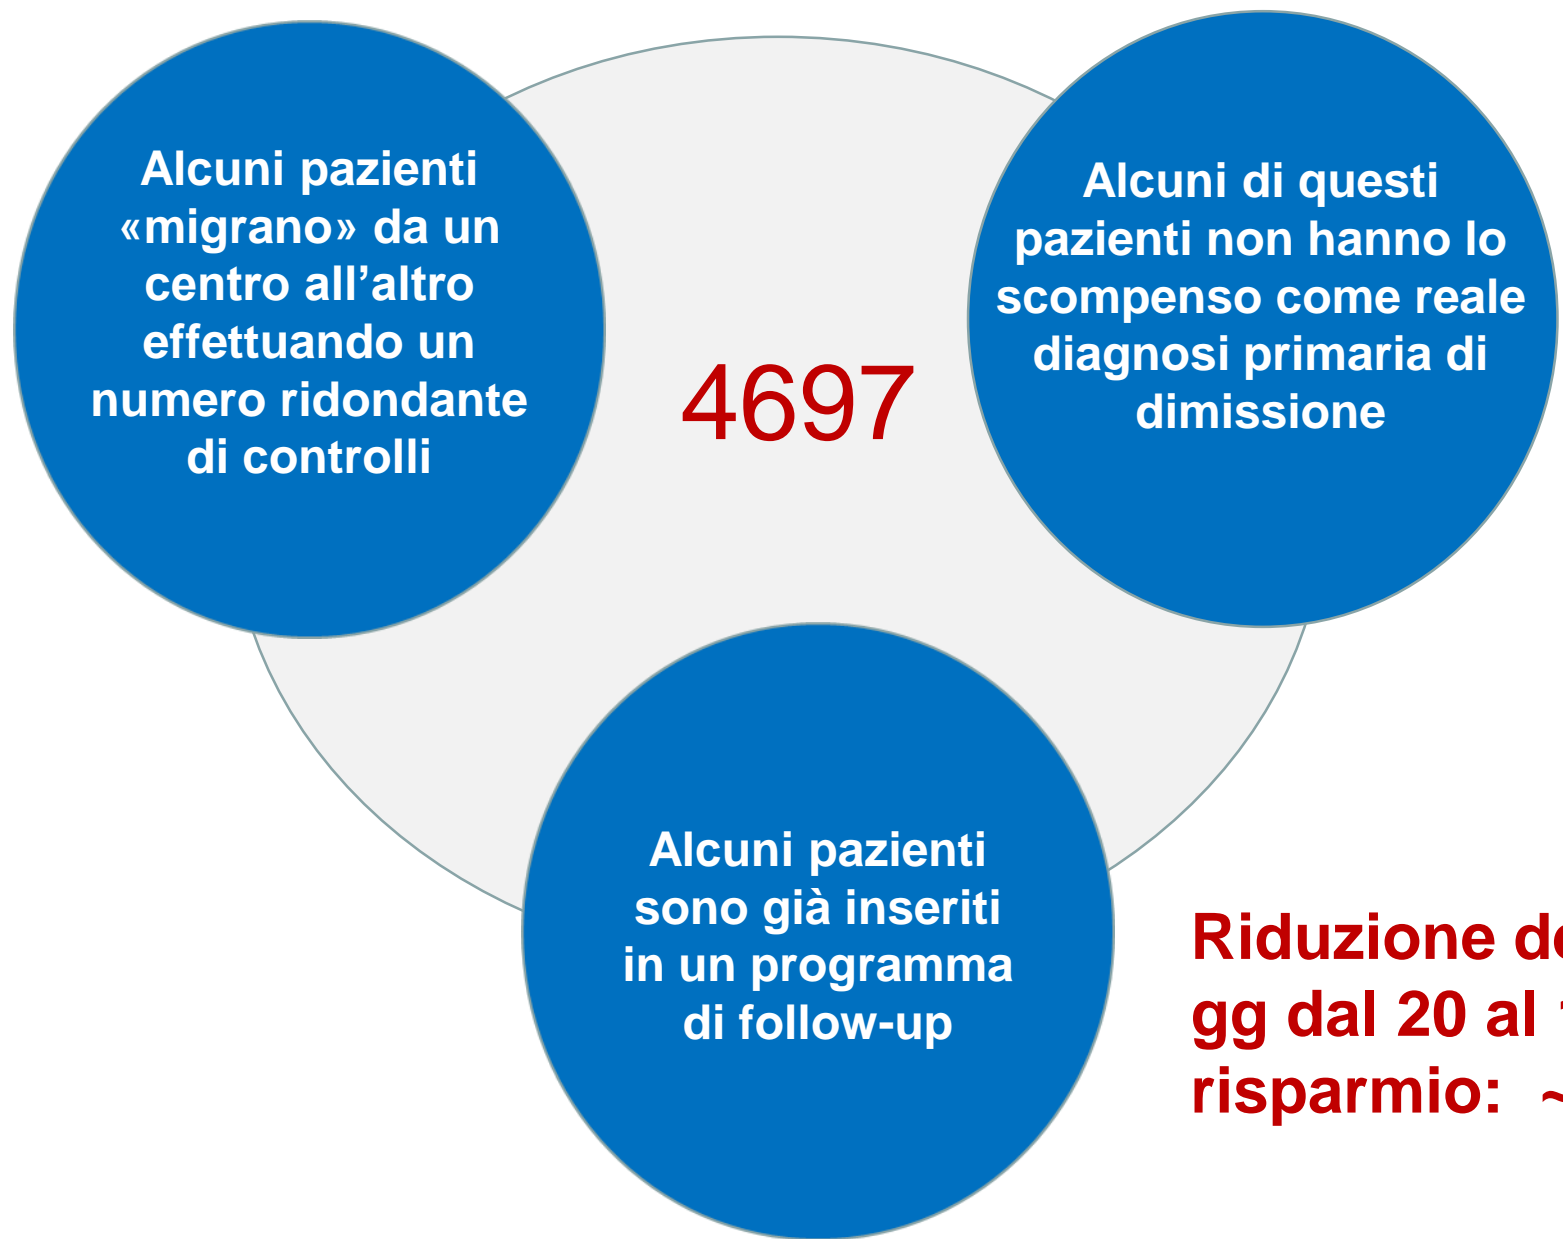 Alcuni pazienti
«migrano» da un
centro all’altro
effettuando un
numero ridondante
di controlli
Alcuni di questi
pazienti non hanno lo
scompenso come reale
diagnosi primaria di
dimissione
4697
Alcuni pazienti
sono già inseriti
in un programma
di follow-up
Riduzione
gg dal 20 al
risparmio: ~